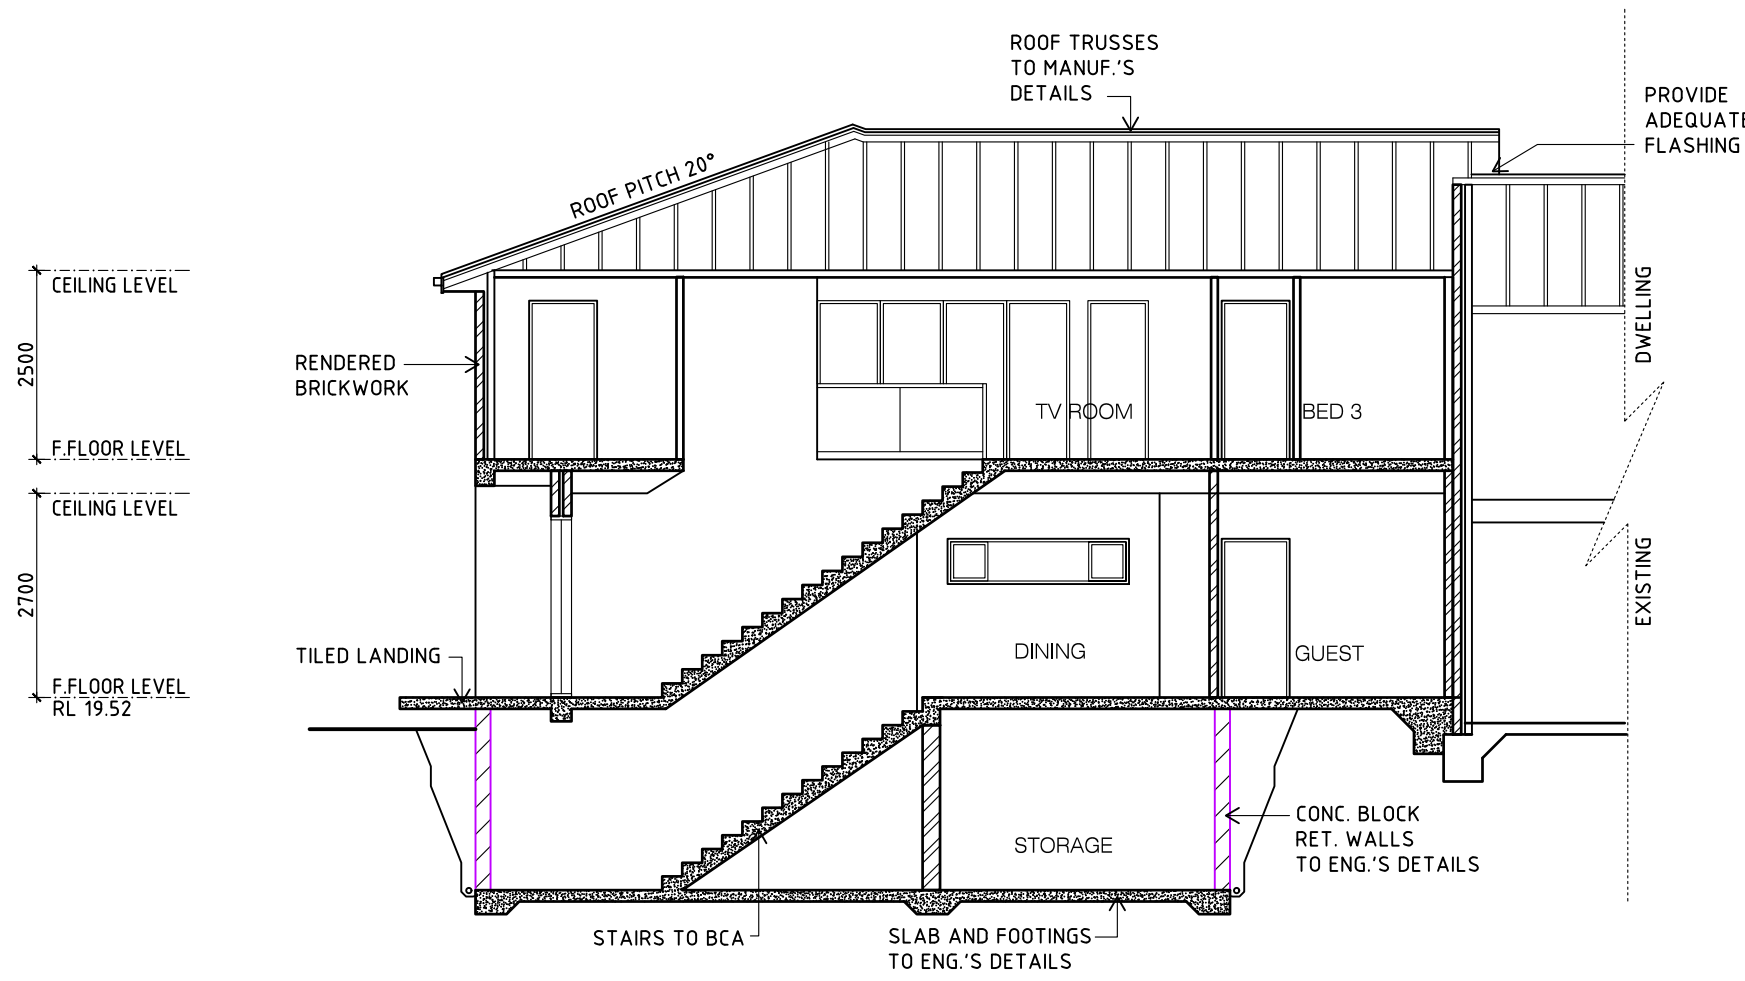 ROOF TRUSSES
TO MANUF.'S
DETAILS
PROVIDE
ADEQUATE
FLASHING
ROOF PITCH 20°
CEILING LEVEL
2500
RENDERED
BRICKWORK
DWELLING
TV ROOM
BED 3
F.FLOOR LEVEL
CEILING LEVEL
2700
EXISTING
TILED LANDING
DINING
GUEST
F.FLOOR LEVEL
RL 19.52
CONC. BLOCK
RET. WALLS
TO ENG.'S DETAILS
STORAGE
STAIRS TO BCA
SLAB AND FOOTINGS
TO ENG.'S DETAILS